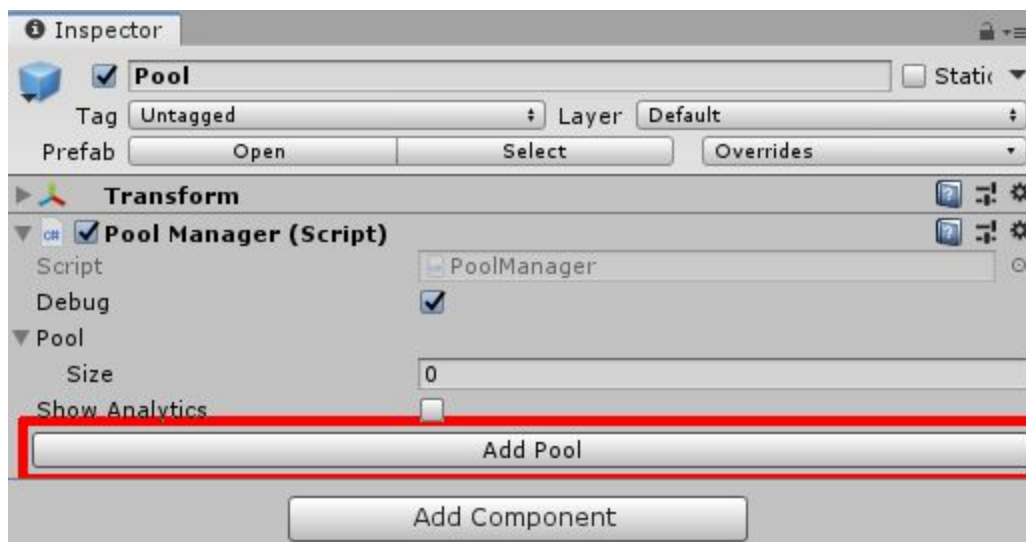 Inspector
Pool Static
Tag Untagged Layer Default
Prefab Open Select Overrides
Transform
c# Pool Manager (Script)
Script PoolManager
Debug
Pool
Size 0
Show Analytics
Add Pool
Add Component